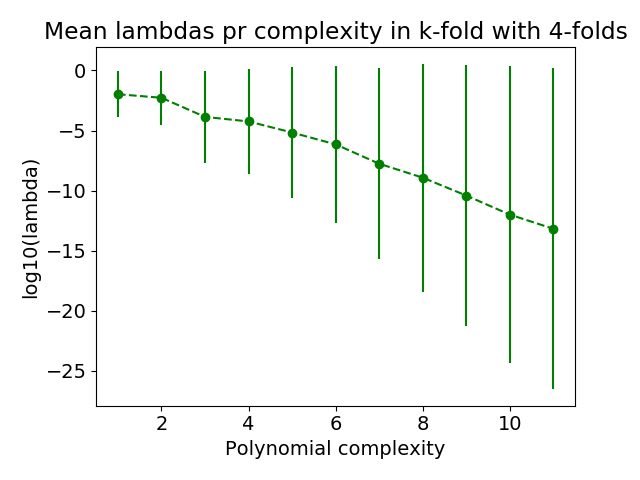 Mean lambdas pr complexity in k-fold with 4-folds
0
−5
−10
−15
−20
−25
log10(lambda)
2 4 6 8 10
Polynomial complexity